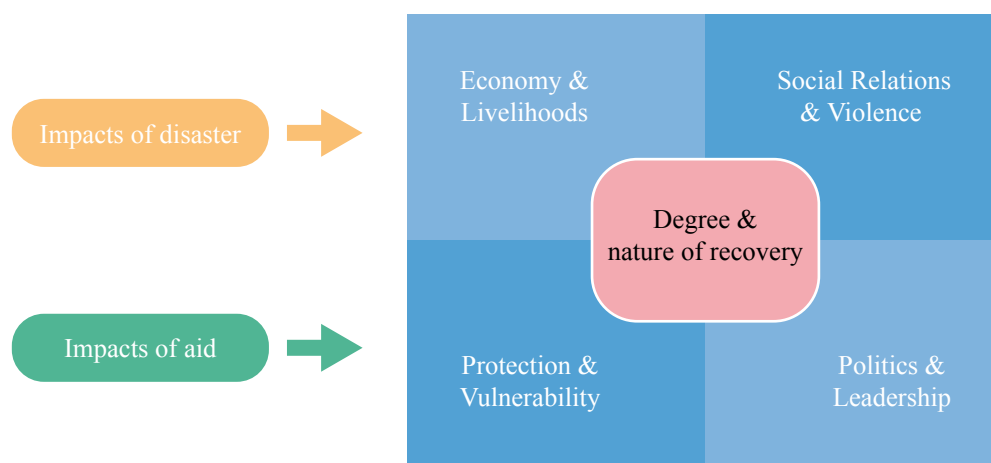 Impacts of disaster
Economy &
Livelihoods
Social Relations
& Violence
Degree &
nature of recovery
Impacts of aid
Protection &
Vulnerability
Politics &
Leadership